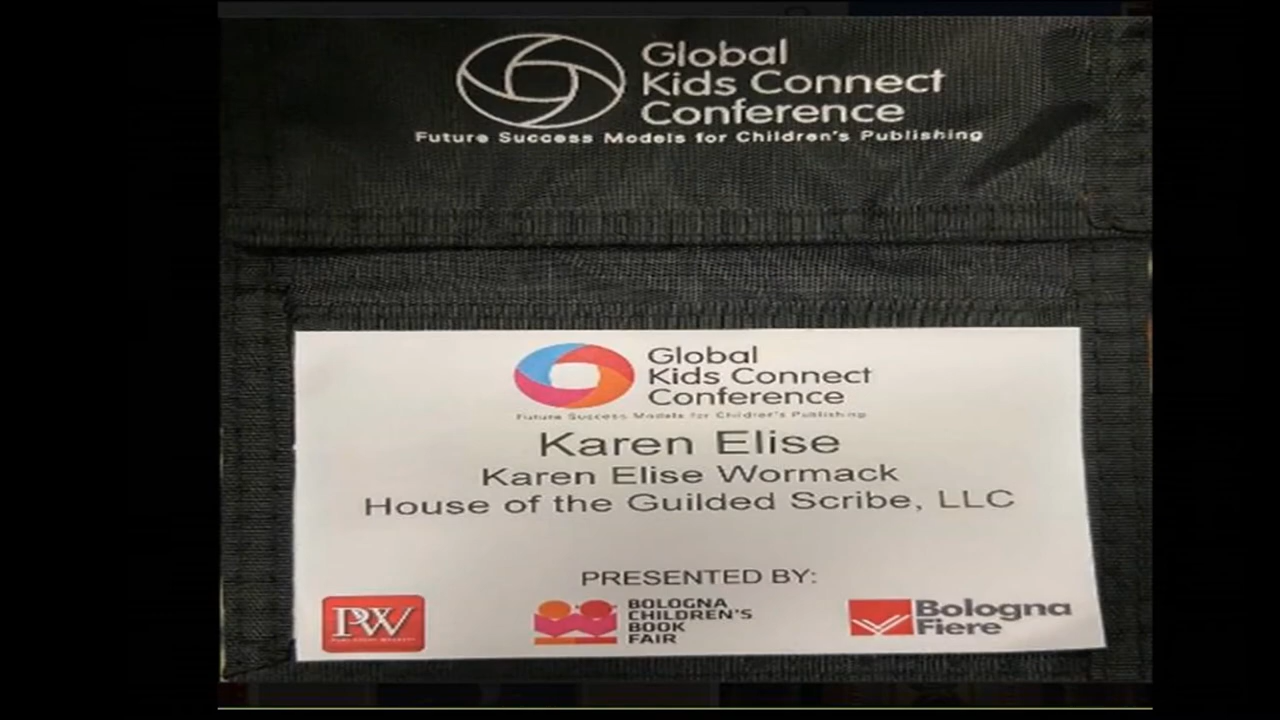 Global
Kids Connect
Conference
Future Success Models for Children's Publishing
Global
Kids Connect
Conference
Future Success Models for Children's Publishing
Karen Elise
Karen Elise Wormack
House of the Guilded Scribe, LLC
PRESENTED BY:
PW
BOLOGNA
CHILDREN'S
BOOK
FAIR
Bologna
Fiere